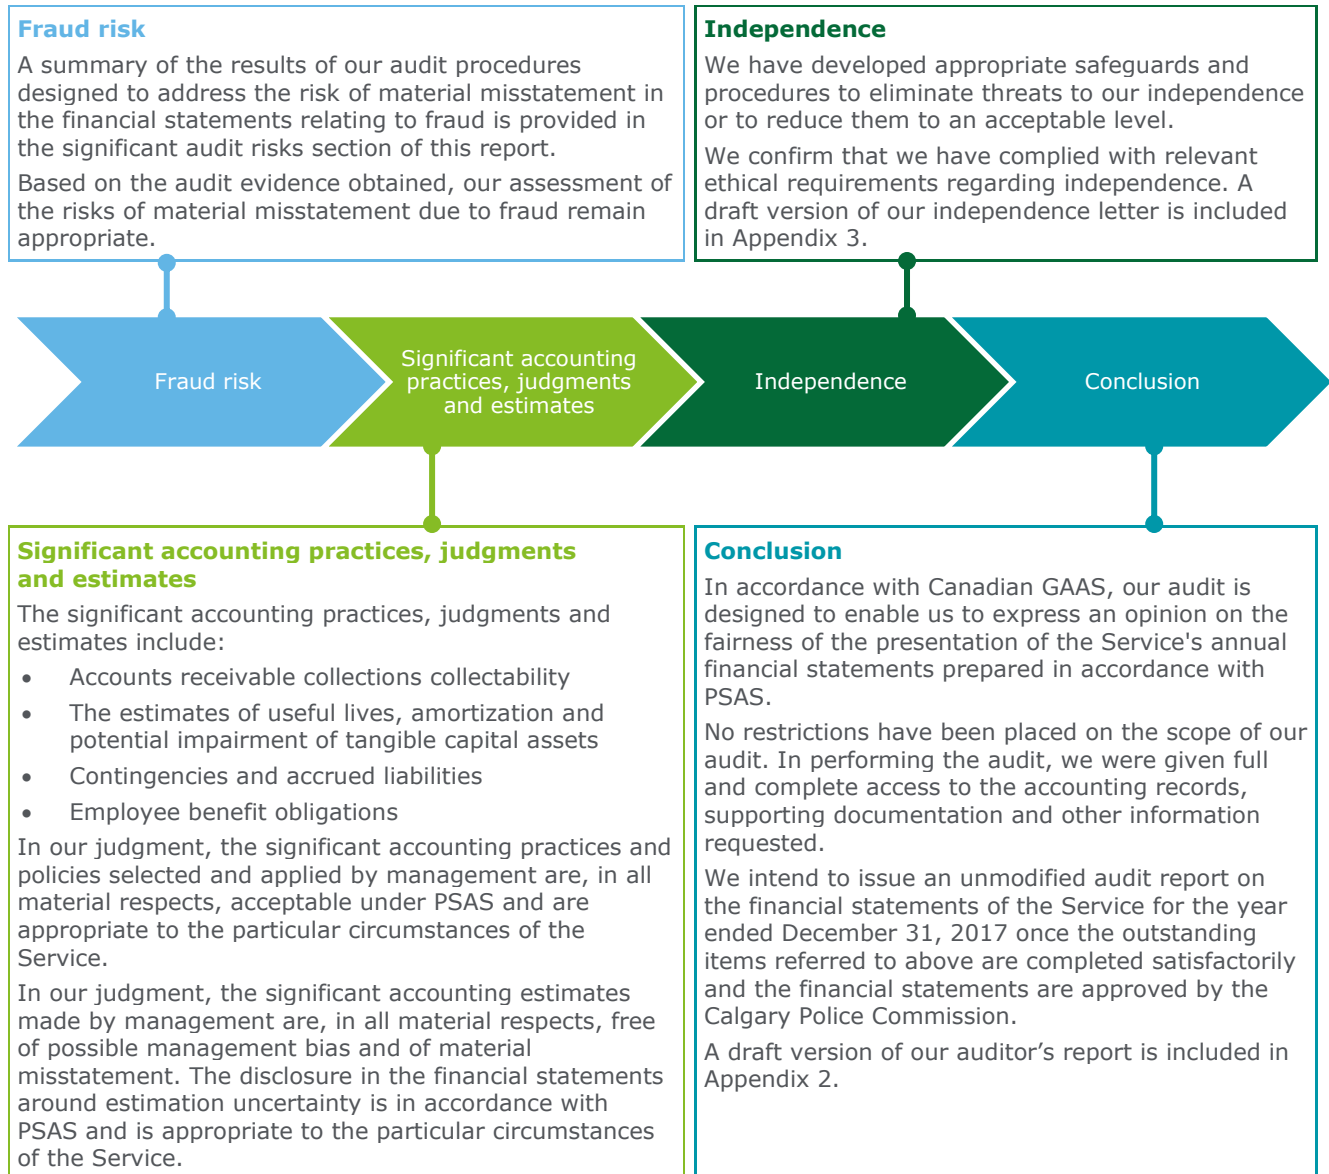 Fraud risk
A summary of the results of our audit procedures
designed to address the risk of material misstatement in
the financial statements relating to fraud is provided in
the significant audit risks section of this report.
Based on the audit evidence obtained, our assessment of
the risks of material misstatement due to fraud remain
appropriate.
Independence
We have developed appropriate safeguards and
procedures to eliminate threats to our independence
or to reduce them to an acceptable level.
We confirm that we have complied with relevant
ethical requirements regarding independence. A
draft version of our independence letter is included
in Appendix 3.
Fraud risk
Significant accounting
practices, judgments
and estimates
Independence
Conclusion
Significant accounting practices, judgments
and estimates
The significant accounting practices, judgments and
estimates include:
• Accounts receivable collections collectability
• The estimates of useful lives, amortization and
potential impairment of tangible capital assets
• Contingencies and accrued liabilities
• Employee benefit obligations
In our judgment, the significant accounting practices and
policies selected and applied by management are, in all
material respects, acceptable under PSAS and are
appropriate to the particular circumstances of the
Service.
In our judgment, the significant accounting estimates
made by management are, in all material respects, free
of possible management bias and of material
misstatement. The disclosure in the financial statements
around estimation uncertainty is in accordance with
PSAS and is appropriate to the particular circumstances
of the Service.
Conclusion
In accordance with Canadian GAAS, our audit is
designed to enable us to express an opinion on the
fairness of the presentation of the Service's annual
financial statements prepared in accordance with
PSAS.
No restrictions have been placed on the scope of our
audit. In performing the audit, we were given full
and complete access to the accounting records,
supporting documentation and other information
requested.
We intend to issue an unmodified audit report on
the financial statements of the Service for the year
ended December 31, 2017 once the outstanding
items referred to above are completed satisfactorily
and the financial statements are approved by the
Calgary Police Commission.
A draft version of our auditor’s report is included in
Appendix 2.